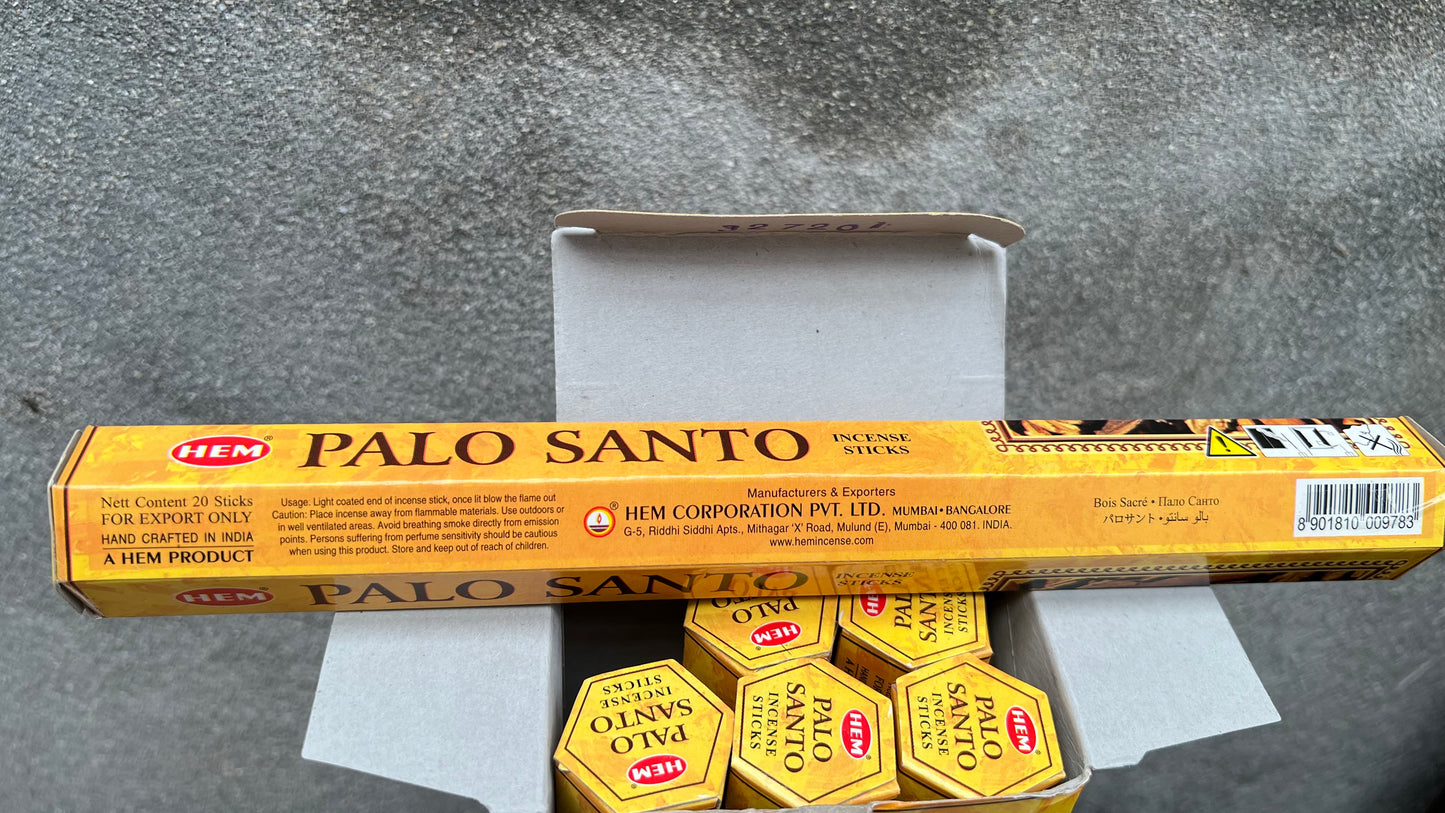 327201
HEM® PALO SANTO INCENSE STICKS
Nett Content 20 Sticks
FOR EXPORT ONLY
HAND CRAFTED IN INDIA
A HEM PRODUCT
Usage. Light coated end of incense stick, once lit blow the flame out
Caution: Place incense away from flammable materials. Use outdoors or
in well ventilated areas. Avoid breathing smoke directly from emission
points. Persons suffering from perfume sensitivity should be cautious
when using this product. Store and keep out of reach of children.
Manufacturers & Exporters
® HEM CORPORATION PVT. LTD. MUMBAI•BANGALORE
G-5, Riddhi Siddhi Apts., Mithagar 'X' Road, Mulund (E), Mumbai - 400 081. INDIA.
www.hemincense.com
Bois Sacré • Пало Санто
パロサント • بالو سانتو
8 901810 009783
HEM® PALO SANTO INCENSE STICKS
PALO
HEM®
HEM
PALO
SANTO
INCENSE
STICKS
PALO
SANTO
INCENSE
STICKS
HEM®
PALO
SANTO
INCENSE
STICKS
HEM®
PALO
SANTO
INCENSE
STICKS
HEM®